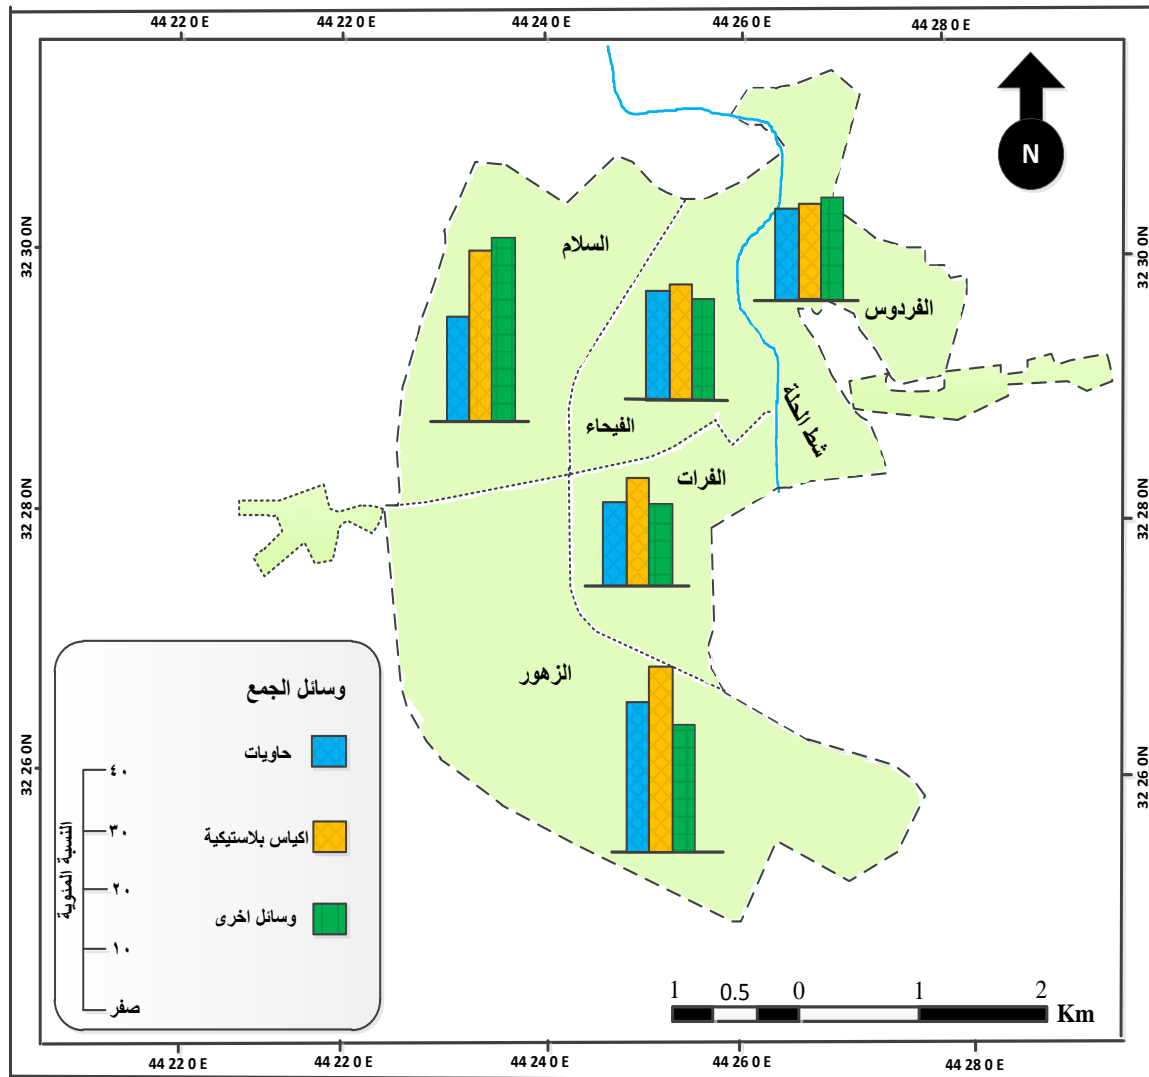 44 22 0 E 44 22 0 E 44 24 0 E 44 26 0 E 44 28 0 E
N
32 30 0N
32 30 0N
السلام
الفردوس
شط الحلة
الفيحاء
الفرات
32 28 0N
32 28 0N
الزهور
32 26 0N
32 26 0N
وسائل الجمع
حاويات
اكياس بلاستيكية
وسائل اخرى
النسبة المئوية
٤٠
٣٠
٢٠
١٠
صفر
1 0.5 0 1 2
Km
44 22 0 E 44 22 0 E 44 24 0 E 44 26 0 E 44 28 0 E